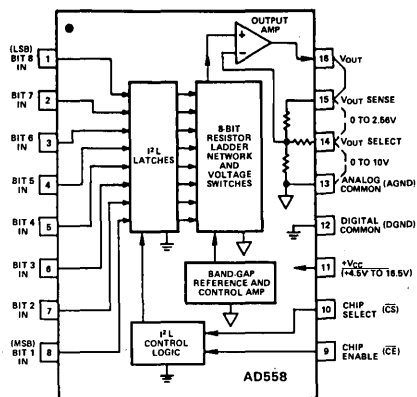 OUTPUT
AMP
+
−
(LSB)
BIT 8
IN
1
BIT 7
IN
2
BIT 6
IN
3
BIT 5
IN
4
BIT 4
IN
5
BIT 3
IN
6
BIT 2
IN
7
(MSB)
BIT 1
IN
8
I²L
LATCHES
8-BIT
RESISTOR
LADDER
NETWORK
AND
VOLTAGE
SWITCHES
BAND-GAP
REFERENCE AND
CONTROL AMP
I²L
CONTROL
LOGIC
16 VOUT
15 VOUT SENSE
0 TO 2.56V
14 VOUT SELECT
0 TO 10V
13 ANALOG
COMMON (AGND)
12 DIGITAL
COMMON (DGND)
11 +VCC
(+4.5V TO 16.5V)
10 CHIP
SELECT (C̅S̅)
9 CHIP
ENABLE (C̅E̅)
AD558